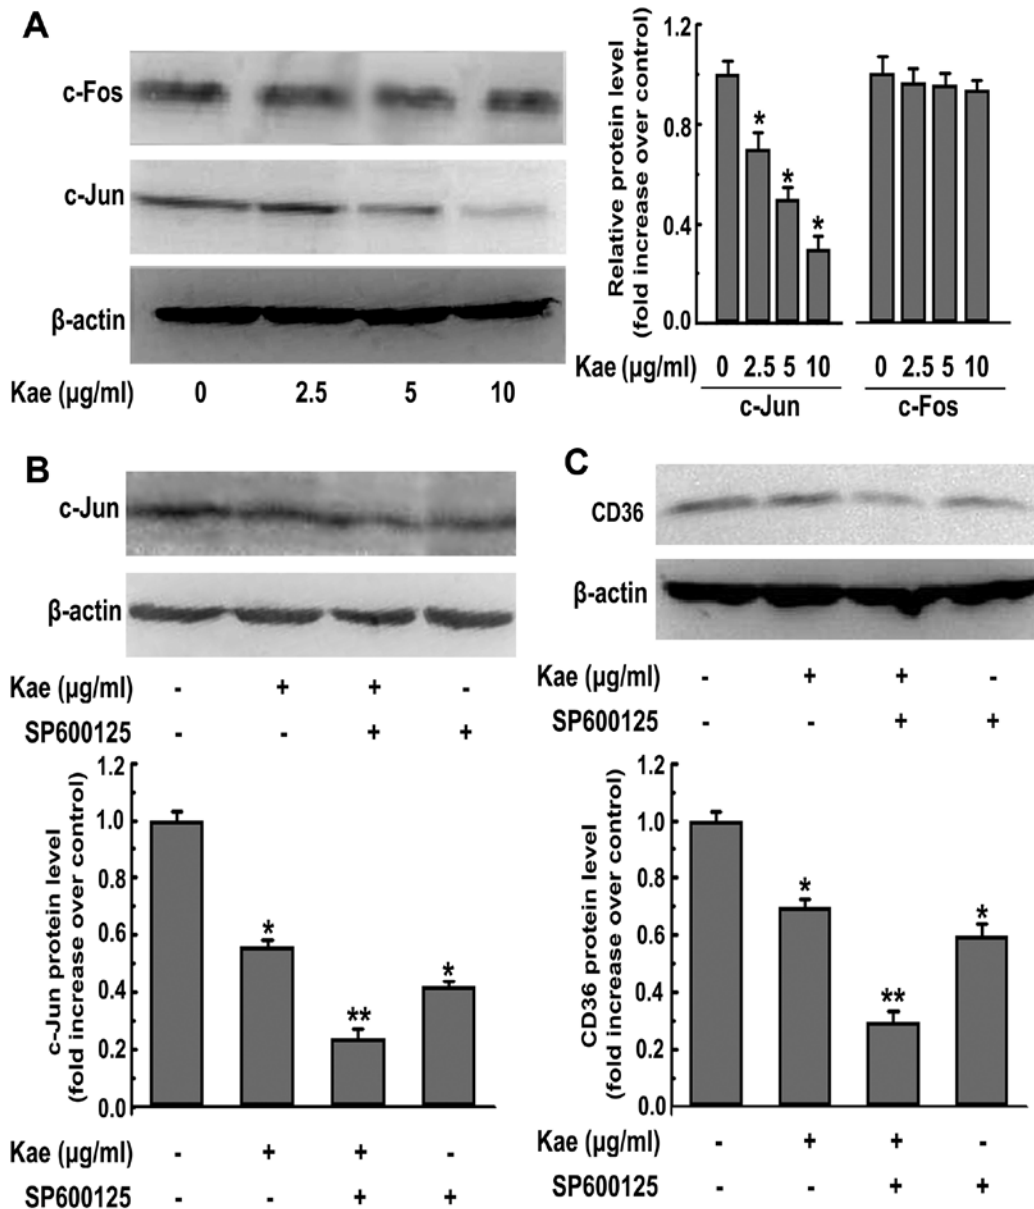 A
c-Fos
c-Jun
β-actin
Kae (µg/ml) 0 2.5 5 10
Relative protein level
(fold increase over control)
1.2
0.8
0.4
0.0
* * *
Kae (µg/ml) 0 2.5 5 10 0 2.5 5 10
c-Jun c-Fos
B
c-Jun
β-actin
Kae (µg/ml) - + + -
SP600125 - - + +
c-Jun protein level
(fold increase over control)
1.2
1.0
0.8
0.6
0.4
0.2
0.0
* ** *
Kae (µg/ml) - + + -
SP600125 - - + +
C
CD36
β-actin
Kae (µg/ml) - + + -
SP600125 - - + +
CD36 protein level
(fold increase over control)
1.2
1.0
0.8
0.6
0.4
0.2
0.0
* ** *
Kae (µg/ml) - + + -
SP600125 - - + +